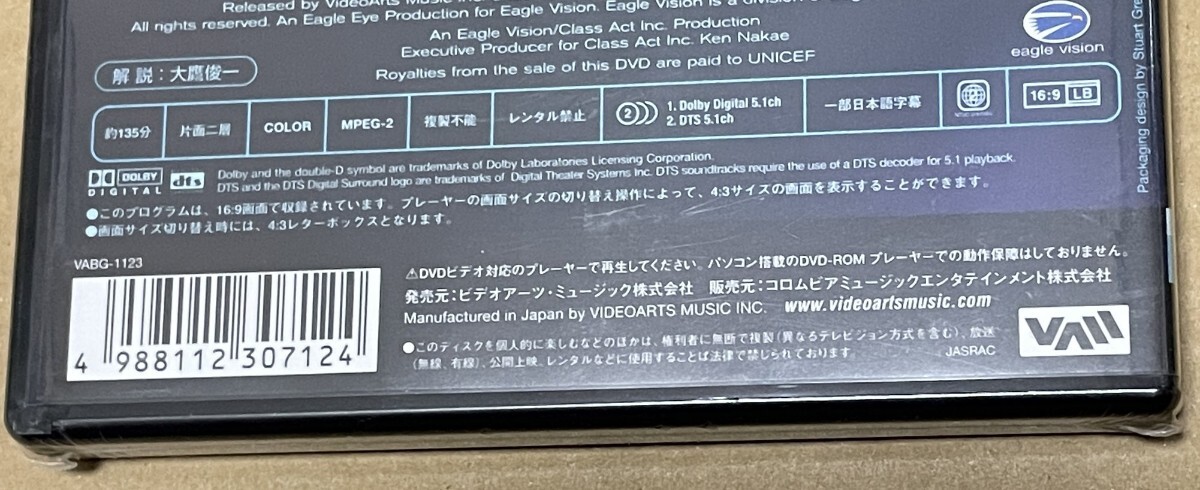 Released by VideoArts Music Inc.
All rights reserved. An Eagle Eye Production for Eagle Vision. Eagle Vision is a division of Eagle
An Eagle Vision/Class Act Inc. Production
Executive Producer for Class Act Inc. Ken Nakae
Royalties from the sale of this DVD are paid to UNICEF
eagle vision
Packaging design by Stuart Gre
解説:大鷹俊一
約135分 片面二層 COLOR MPEG-2 複製不能 レンタル禁止 2 1. Dolby Digital 5.1ch 一部日本語字幕 2 16:9 LB
2. DTS 5.1ch
DOLBY DIGITAL dts
Dolby and the double-D symbol are trademarks of Dolby Laboratories Licensing Corporation.
DTS and the DTS Digital Surround logo are trademarks of Digital Theater Systems Inc. DTS soundtracks require the use of a DTS decoder for 5.1 playback.
●このプログラムは、16:9画面で収録されています。プレーヤーの画面サイズの切り替え操作によって、4:3サイズの画面を表示することができます。
●画面サイズ切り替え時には、4:3レターボックスとなります。
VABG-1123
4 988112 307124
⚠DVDビデオ対応のプレーヤーで再生してください。パソコン搭載のDVD-ROM プレーヤーでの動作保障はしておりません。
発売元:ビデオアーツ・ミュージック株式会社 販売元:コロムビアミュージックエンタテインメント株式会社
Manufactured in Japan by VIDEOARTS MUSIC INC. www.videoartsmusic.com
●このディスクを個人的に楽しむなどのほかは、権利者に無断で複製(異なるテレビジョン方式を含む)、放送
(無線、有線)、公開上映、レンタルなどに使用することは法律で禁じられております。
JASRAC
VAM